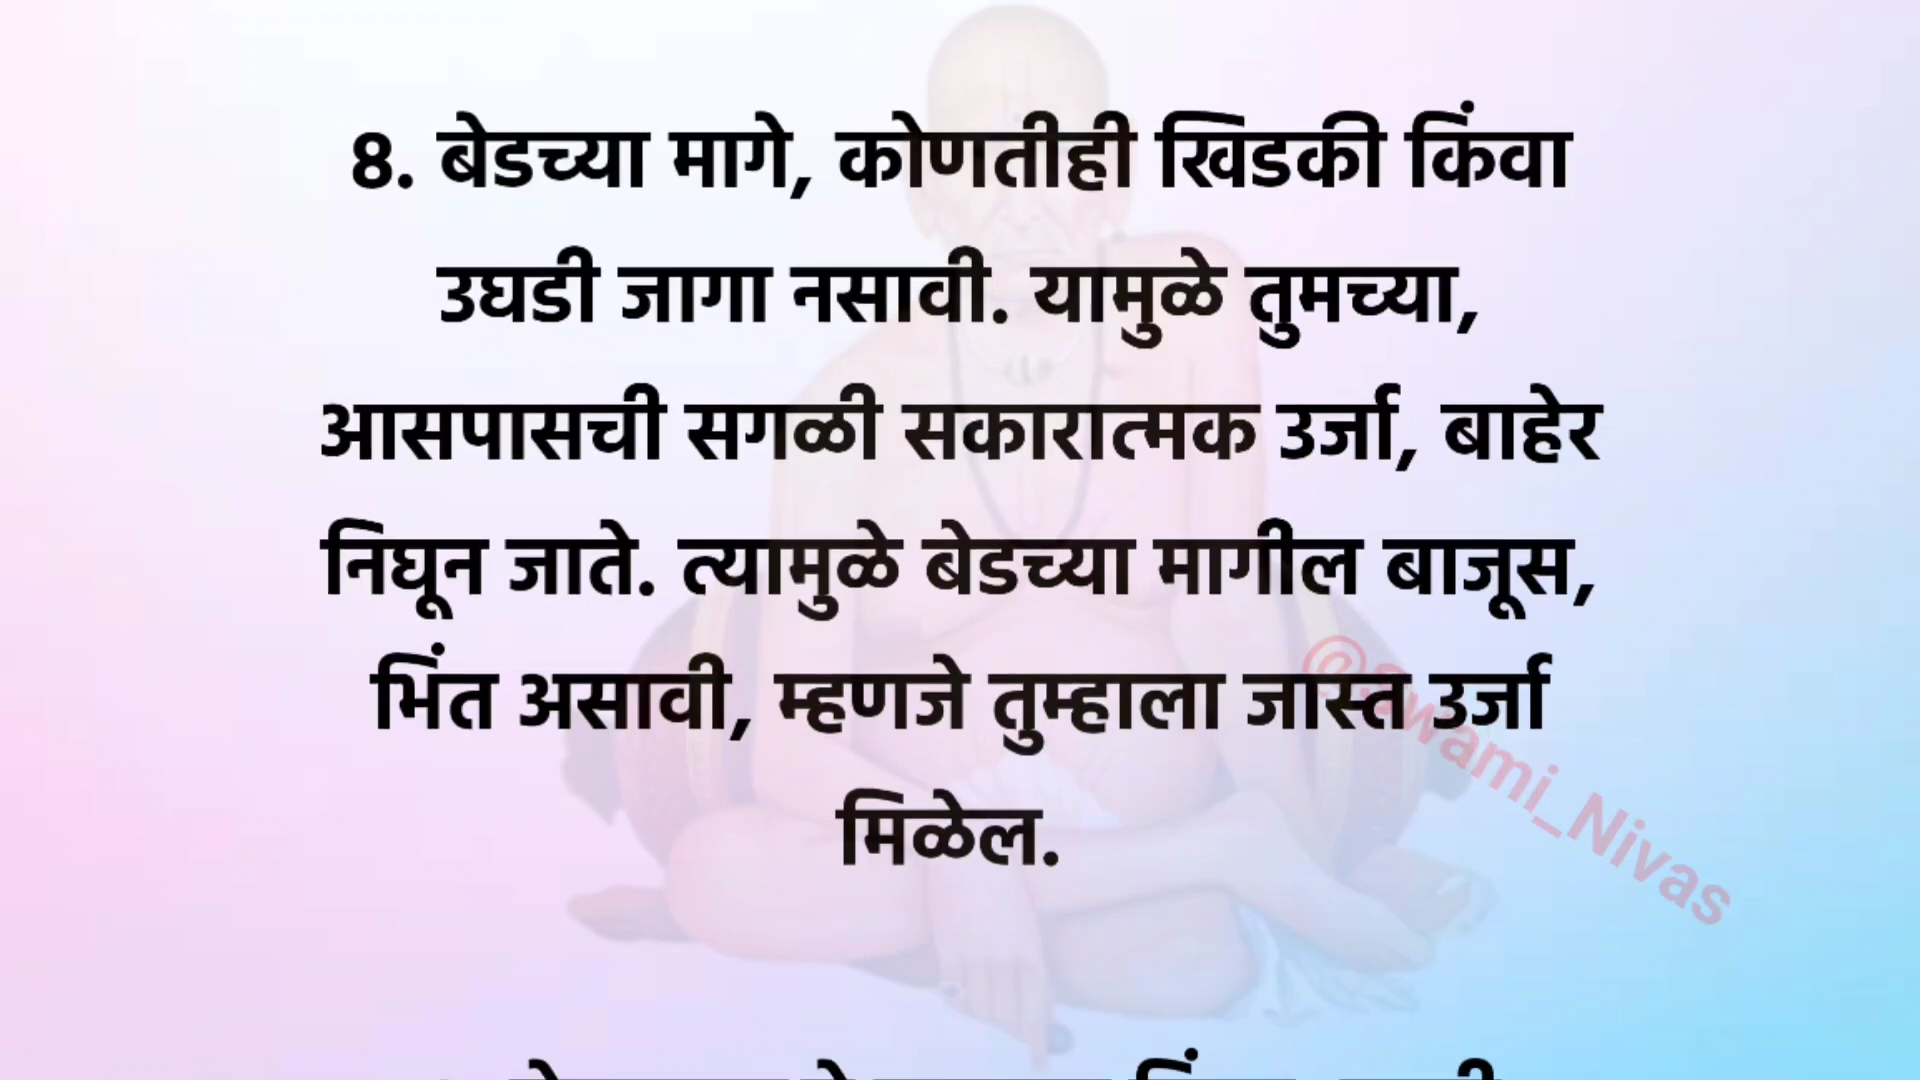 8. बेडच्या मागे, कोणतीही खिडकी किंवा
उघडी जागा नसावी. यामुळे तुमच्या,
आसपासची सगळी सकारात्मक उर्जा, बाहेर
निघून जाते. त्यामुळे बेडच्या मागील बाजूस,
भिंत असावी, म्हणजे तुम्हाला जास्त उर्जा
मिळेल.
@Swami_Nivas